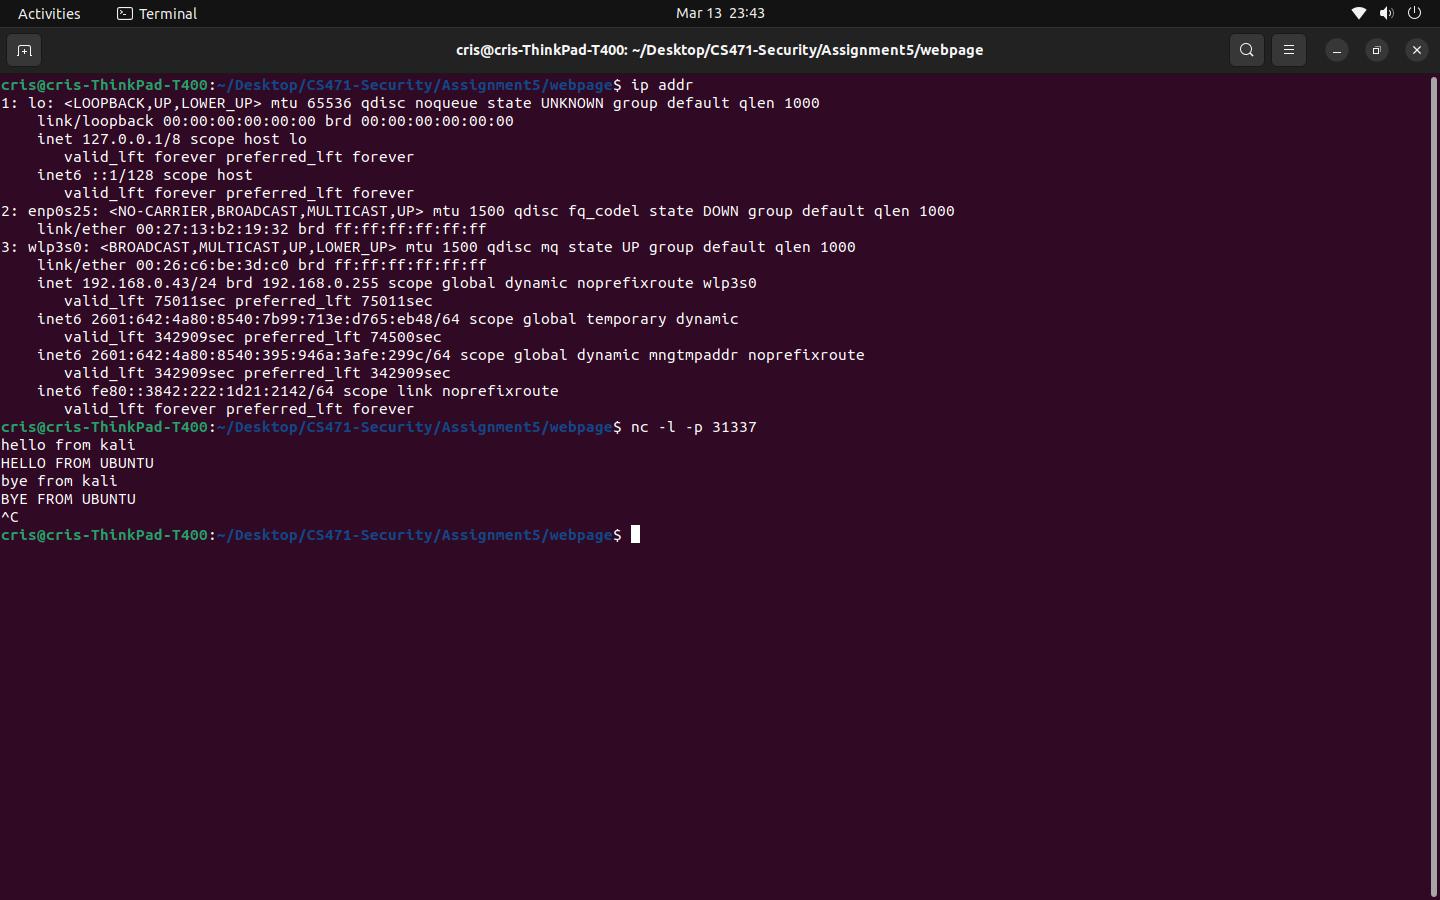 Activities Terminal Mar 13 23:43
cris@cris-ThinkPad-T400: ~/Desktop/CS471-Security/Assignment5/webpage
cris@cris-ThinkPad-T400:~/Desktop/CS471-Security/Assignment5/webpage$ ip addr
1: lo: <LOOPBACK,UP,LOWER_UP> mtu 65536 qdisc noqueue state UNKNOWN group default qlen 1000
    link/loopback 00:00:00:00:00:00 brd 00:00:00:00:00:00
    inet 127.0.0.1/8 scope host lo
       valid_lft forever preferred_lft forever
    inet6 ::1/128 scope host
       valid_lft forever preferred_lft forever
2: enp0s25: <NO-CARRIER,BROADCAST,MULTICAST,UP> mtu 1500 qdisc fq_codel state DOWN group default qlen 1000
    link/ether 00:27:13:b2:19:32 brd ff:ff:ff:ff:ff:ff
3: wlp3s0: <BROADCAST,MULTICAST,UP,LOWER_UP> mtu 1500 qdisc mq state UP group default qlen 1000
    link/ether 00:26:c6:be:3d:c0 brd ff:ff:ff:ff:ff:ff
    inet 192.168.0.43/24 brd 192.168.0.255 scope global dynamic noprefixroute wlp3s0
       valid_lft 75011sec preferred_lft 75011sec
    inet6 2601:642:4a80:8540:7b99:713e:d765:eb48/64 scope global temporary dynamic
       valid_lft 342909sec preferred_lft 74500sec
    inet6 2601:642:4a80:8540:395:946a:3afe:299c/64 scope global dynamic mngtmpaddr noprefixroute
       valid_lft 342909sec preferred_lft 342909sec
    inet6 fe80::3842:222:1d21:2142/64 scope link noprefixroute
       valid_lft forever preferred_lft forever
cris@cris-ThinkPad-T400:~/Desktop/CS471-Security/Assignment5/webpage$ nc -l -p 31337
hello from kali
HELLO FROM UBUNTU
bye from kali
BYE FROM UBUNTU
^C
cris@cris-ThinkPad-T400:~/Desktop/CS471-Security/Assignment5/webpage$